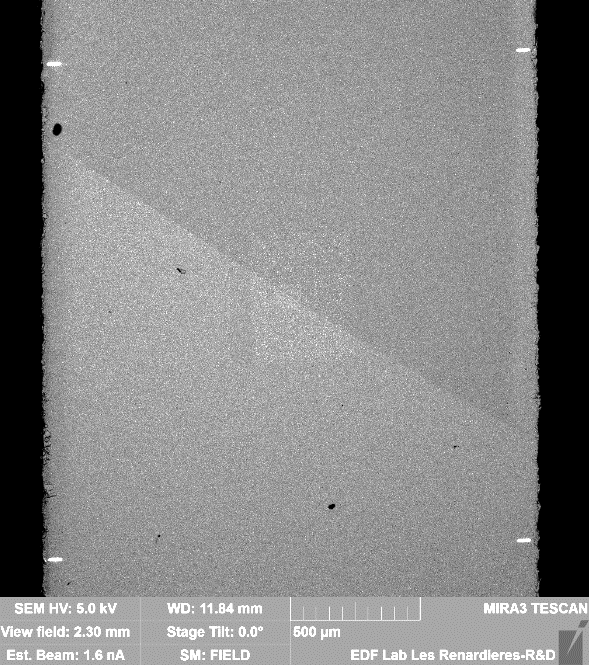 SEM HV: 5.0 kV WD: 11.84 mm MIRA3 TESCAN
View field: 2.30 mm Stage Tilt: 0.0° 500 µm
Est. Beam: 1.6 nA SM: FIELD EDF Lab Les Renardieres-R&D